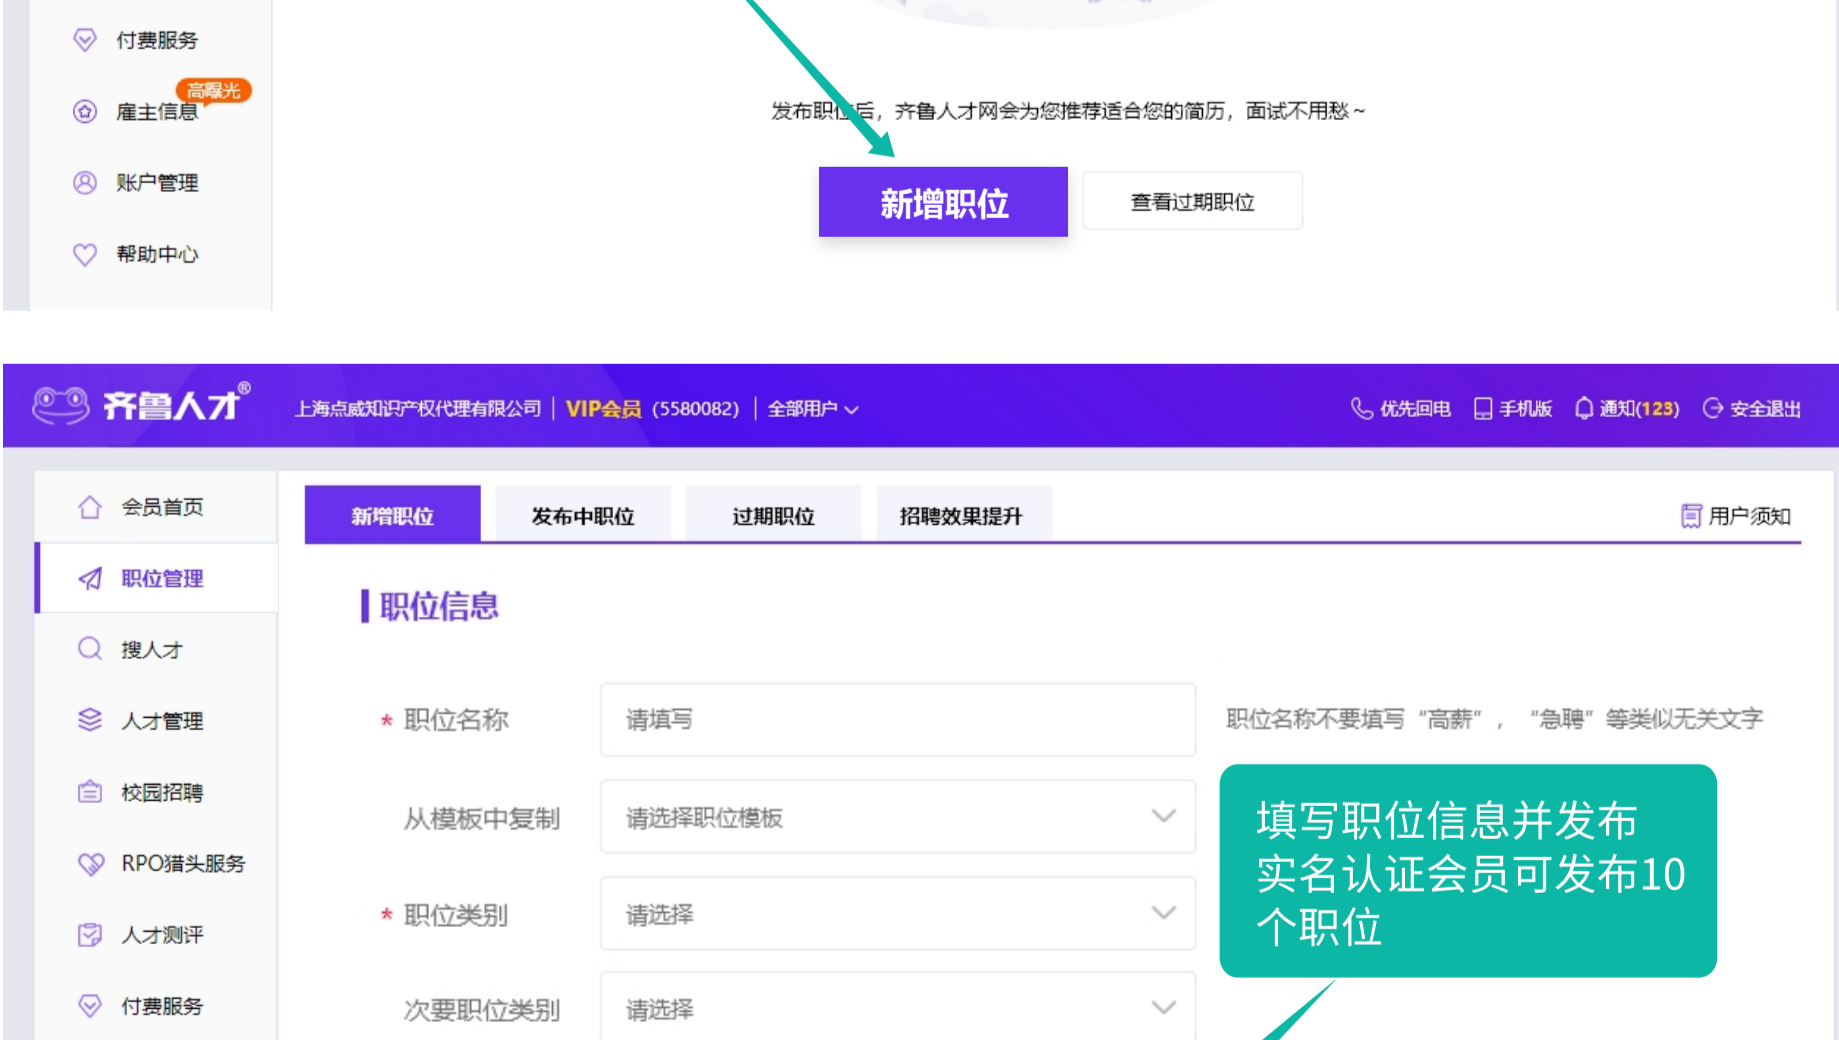 付费服务
高曝光
雇主信息
发布职位后，齐鲁人才网会为您推荐适合您的简历，面试不用愁～
账户管理
新增职位
查看过期职位
帮助中心
齐鲁人才®
上海点威知识产权代理有限公司 | VIP会员 (5580082) | 全部用户
优先回电 手机版 通知(123) 安全退出
会员首页
新增职位 发布中职位 过期职位 招聘效果提升
用户须知
职位管理
职位信息
搜人才
人才管理
* 职位名称 请填写 职位名称不要填写“高薪”，“急聘”等类似无关文字
校园招聘
从模板中复制 请选择职位模板
填写职位信息并发布
实名认证会员可发布10
个职位
RPO猎头服务
* 职位类别 请选择
人才测评
付费服务
次要职位类别 请选择